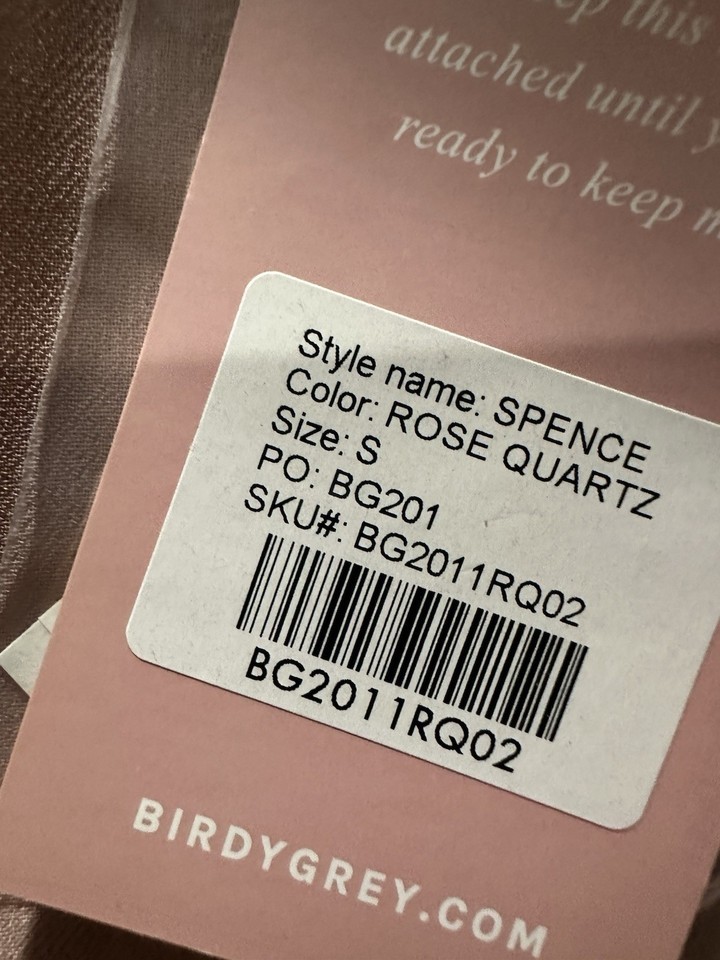 this
attached until
ready to keep
Style name: SPENCE
Color: ROSE QUARTZ
Size: S
PO: BG201
SKU#: BG2011RQ02
BG2011RQ02
BIRDYGREY.COM